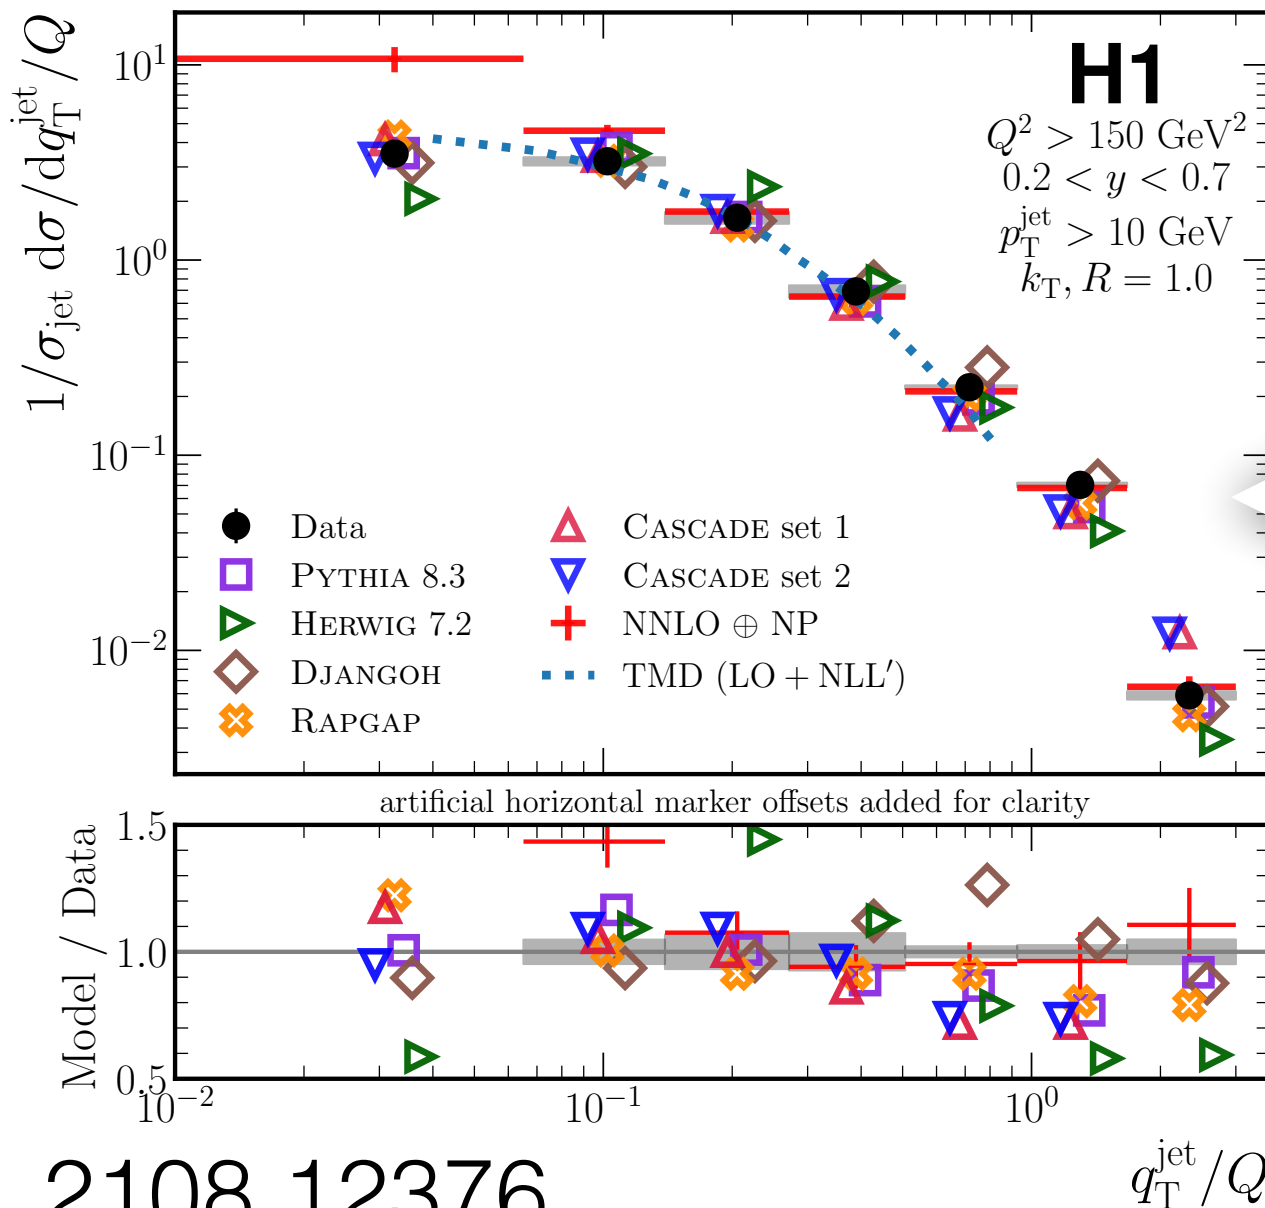 1/σ_jet dσ/dq_T^jet/Q
10^1
10^0
10^−1
10^−2
H1
Q^2 > 150 GeV^2
0.2 < y < 0.7
p_T^jet > 10 GeV
k_T, R = 1.0
Data
PYTHIA 8.3
HERWIG 7.2
DJANGOH
RAPGAP
CASCADE set 1
CASCADE set 2
NNLO ⊕ NP
TMD (LO + NLL′)
artificial horizontal marker offsets added for clarity
Model / Data
1.5
1.0
0.5
10^−2
10^−1
10^0
q_T^jet/Q
2108.12376